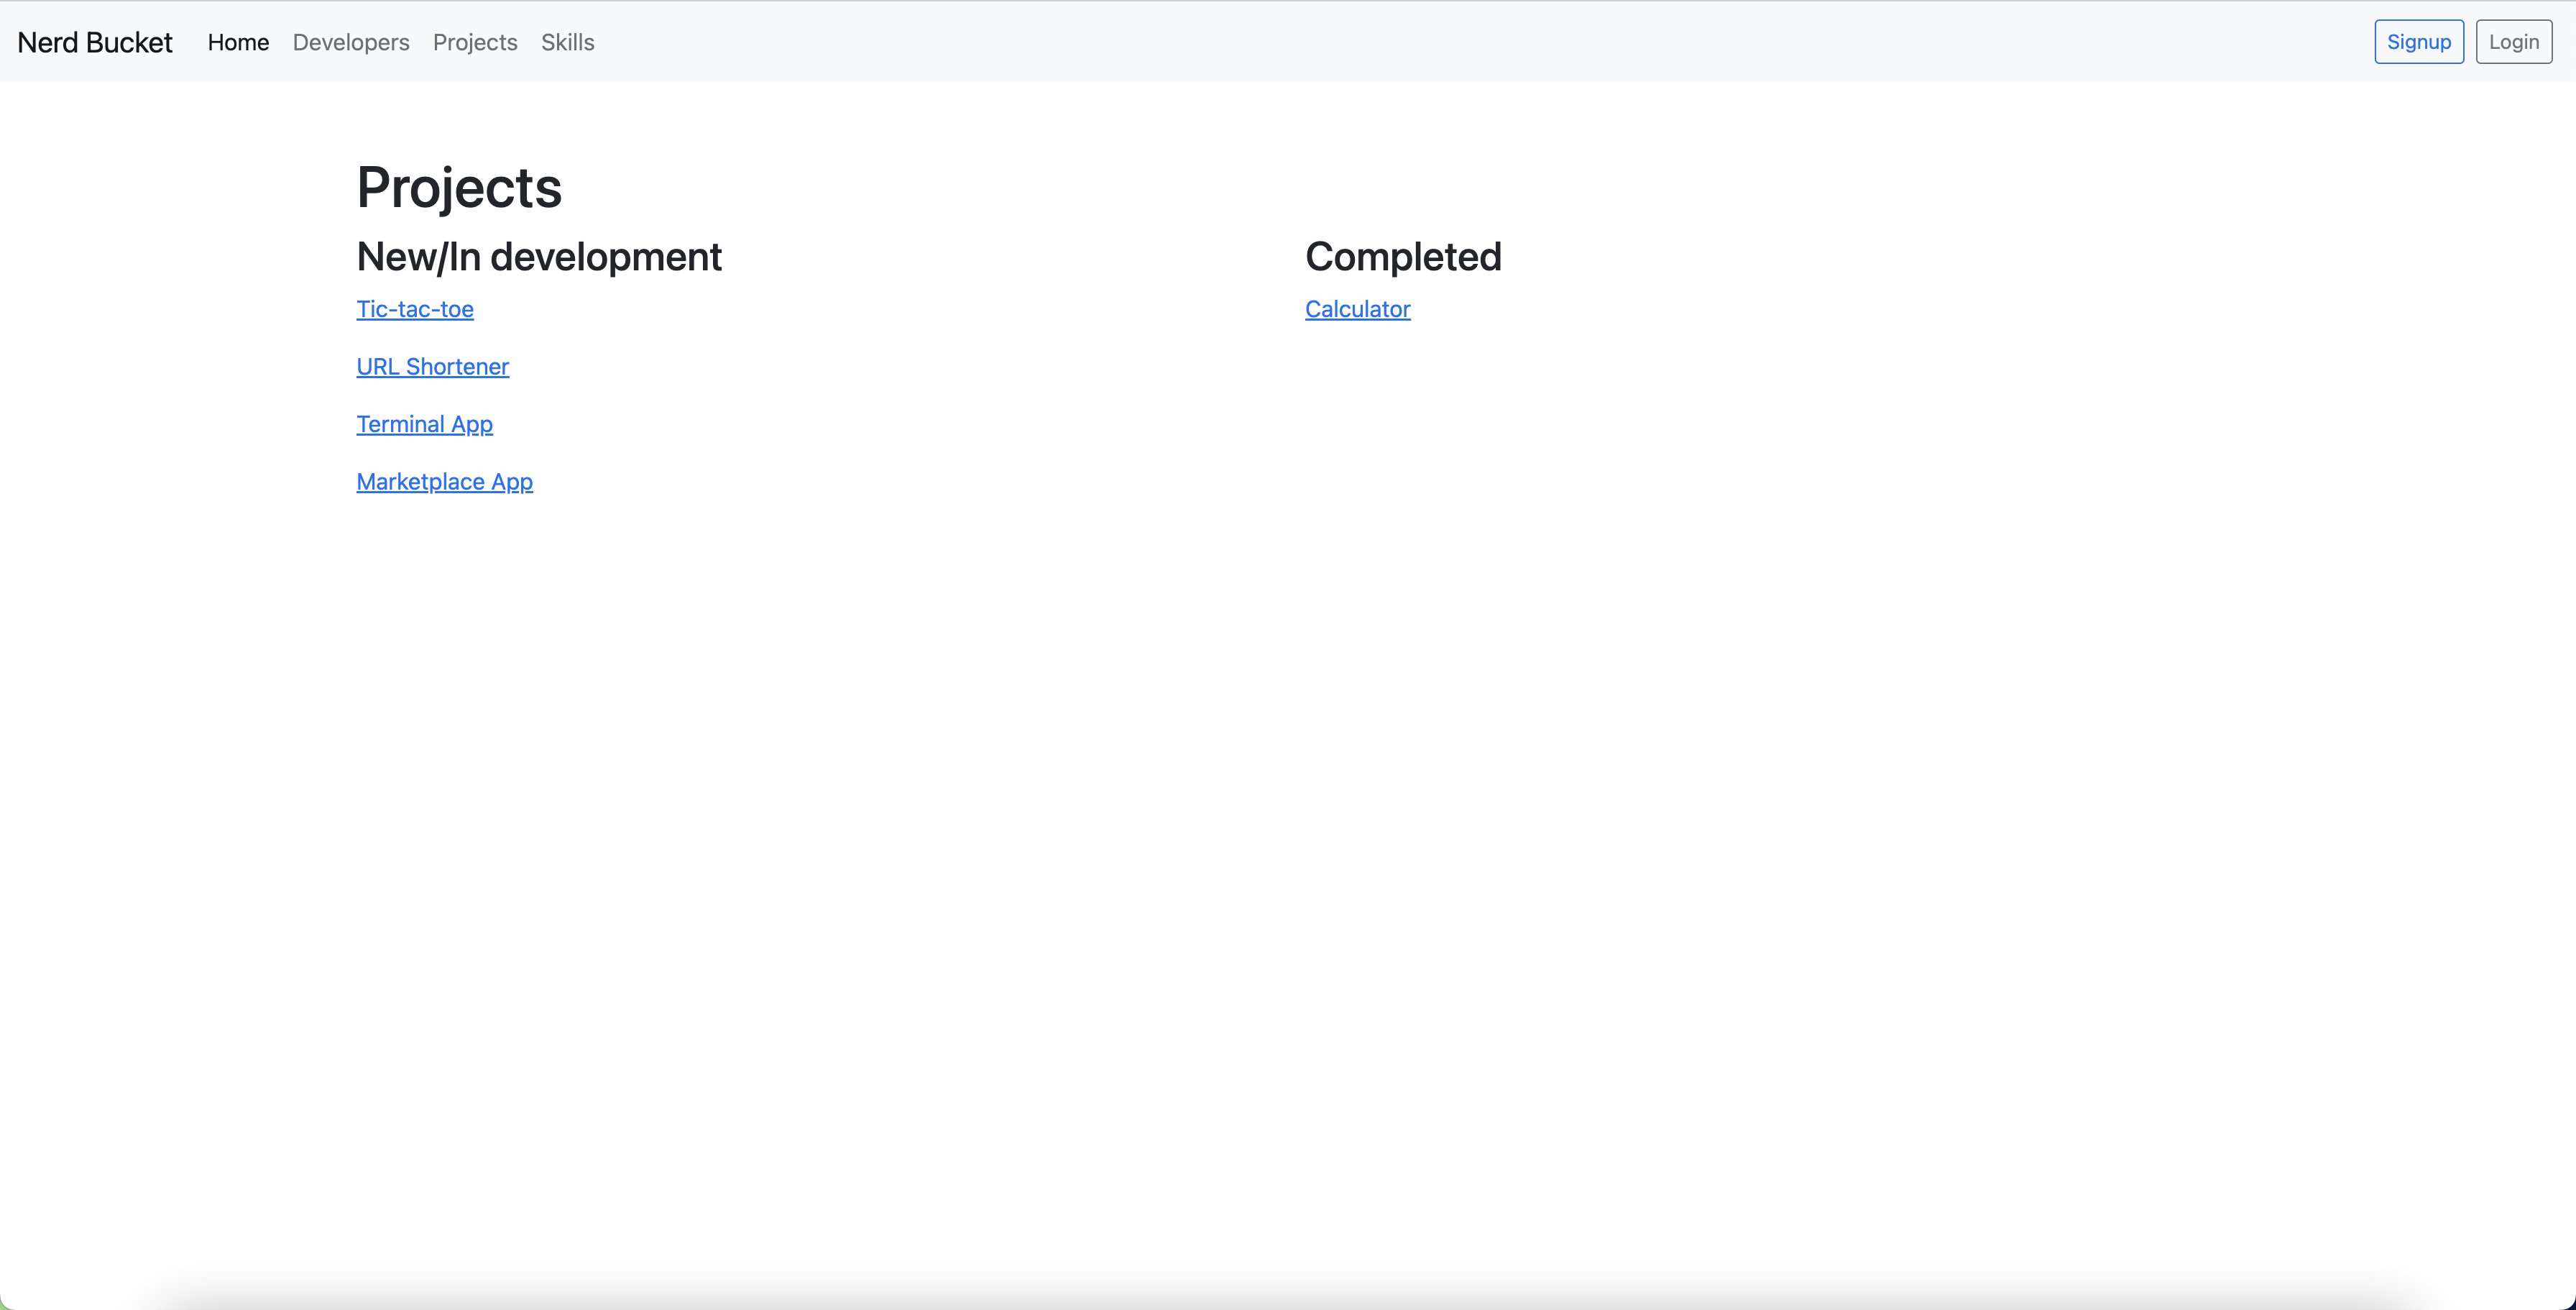 Nerd Bucket Home Developers Projects Skills Signup Login
Projects
New/In development
Tic-tac-toe
URL Shortener
Terminal App
Marketplace App
Completed
Calculator